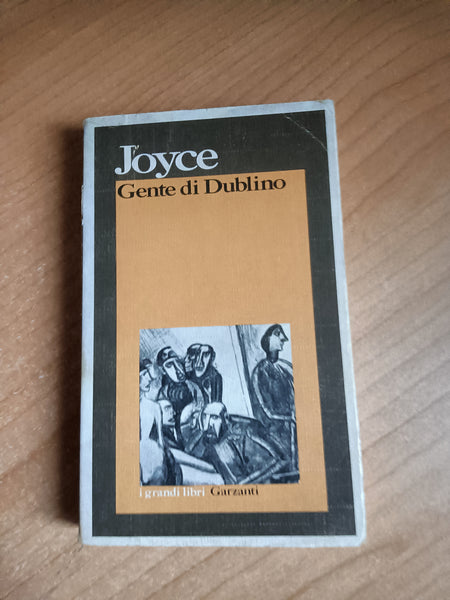 Joyce
Gente di Dublino
i grandi libri Garzanti